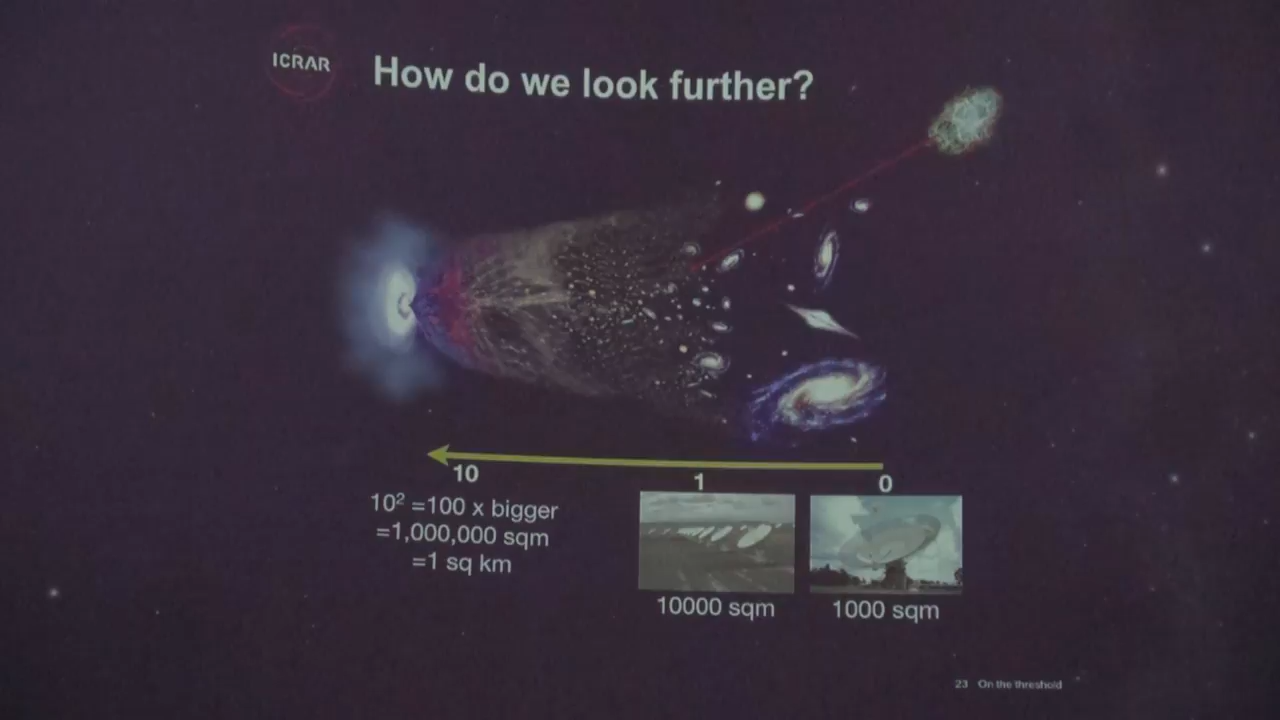 ICRAR
How do we look further?
10
1
0
10² =100 x bigger
=1,000,000 sqm
=1 sq km
10000 sqm
1000 sqm
23 On the threshold